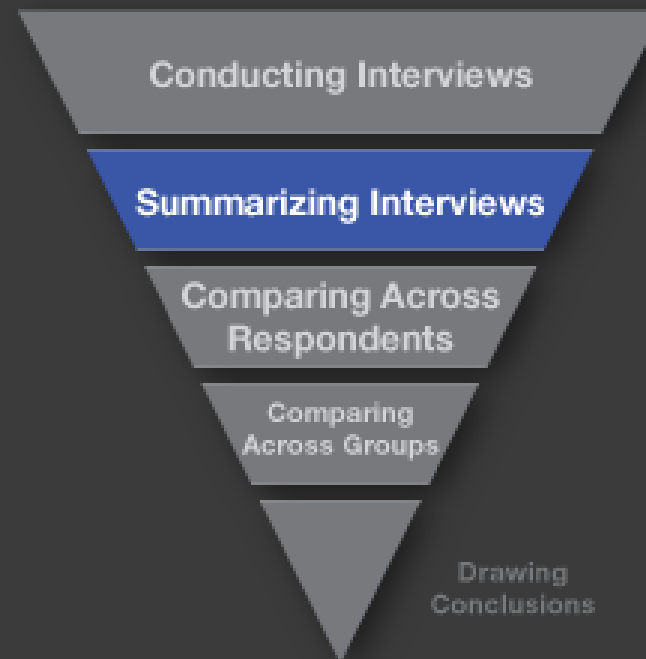 Conducting Interviews
Summarizing Interviews
Comparing Across
Respondents
Comparing
Across Groups
Drawing
Conclusions